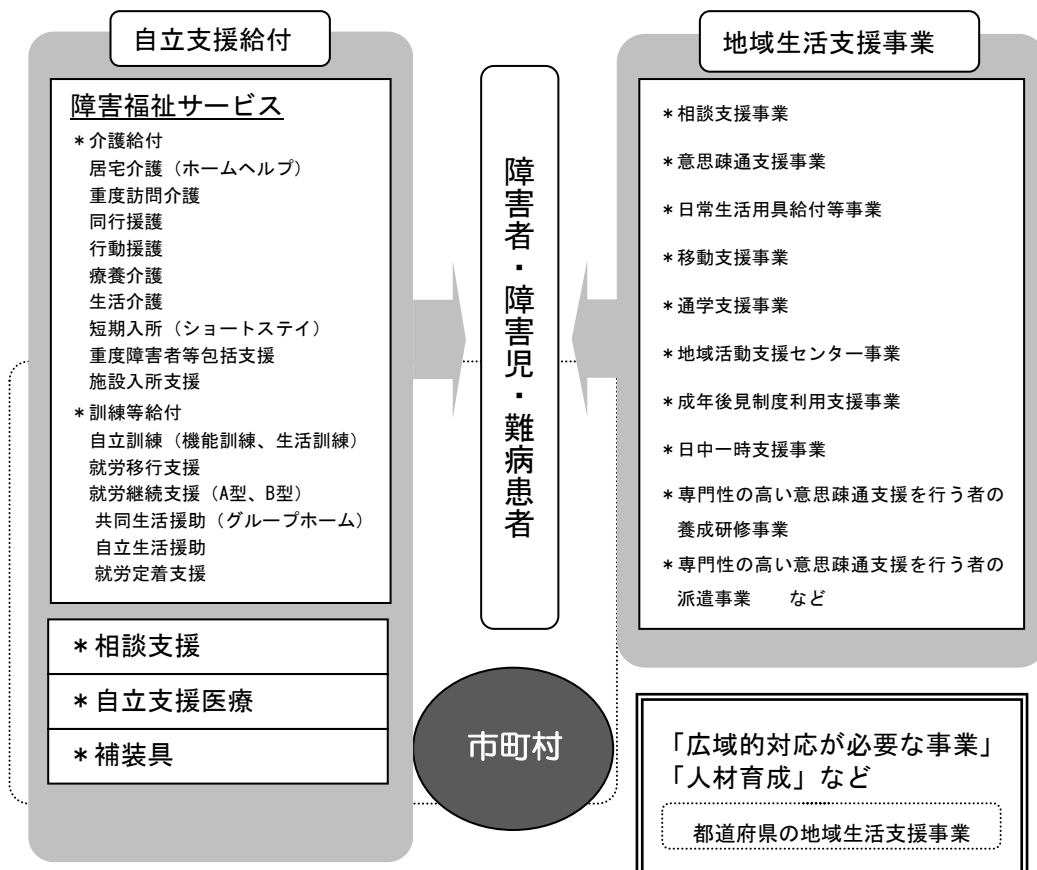 自立支援給付
障害福祉サービス
＊介護給付
居宅介護（ホームヘルプ）
重度訪問介護
同行援護
行動援護
療養介護
生活介護
短期入所（ショートステイ）
重度障害者等包括支援
施設入所支援
＊訓練等給付
自立訓練（機能訓練、生活訓練）
就労移行支援
就労継続支援（A型、B型）
共同生活援助（グループホーム）
自立生活援助
就労定着支援
＊相談支援
＊自立支援医療
＊補装具
障害者・障害児・難病患者
市町村
地域生活支援事業
＊相談支援事業
＊意思疎通支援事業
＊日常生活用具給付等事業
＊移動支援事業
＊通学支援事業
＊地域活動支援センター事業
＊成年後見制度利用支援事業
＊日中一時支援事業
＊専門性の高い意思疎通支援を行う者の
養成研修事業
＊専門性の高い意思疎通支援を行う者の
派遣事業　　など
「広域的対応が必要な事業」
「人材育成」など
都道府県の地域生活支援事業